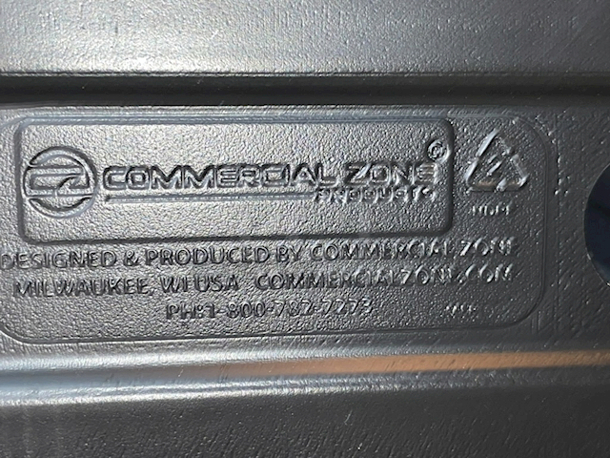 COMMERCIAL ZONE®
PRODUCTS
2
HDPE
DESIGNED & PRODUCED BY COMMERCIAL ZONE
MILWAUKEE, WI USA COMMERCIALZONE.COM
PH: 1-800-782-7273